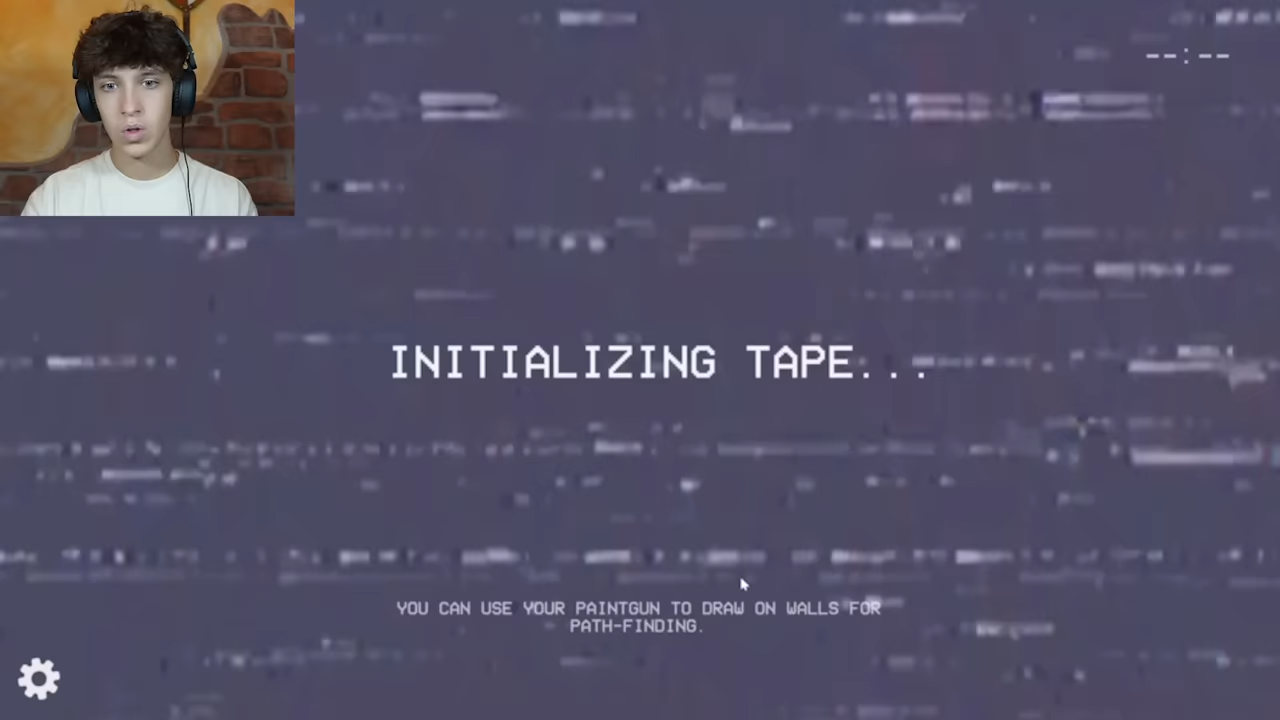 --:--
INITIALIZING TAPE...
YOU CAN USE YOUR PAINTGUN TO DRAW ON WALLS FOR
PATH-FINDING.